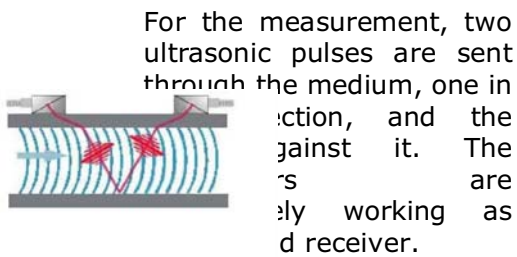 For the measurement, two
ultrasonic pulses are sent
through the medium, one in
ection, and the
gainst it. The
rs are
ely working as
d receiver.